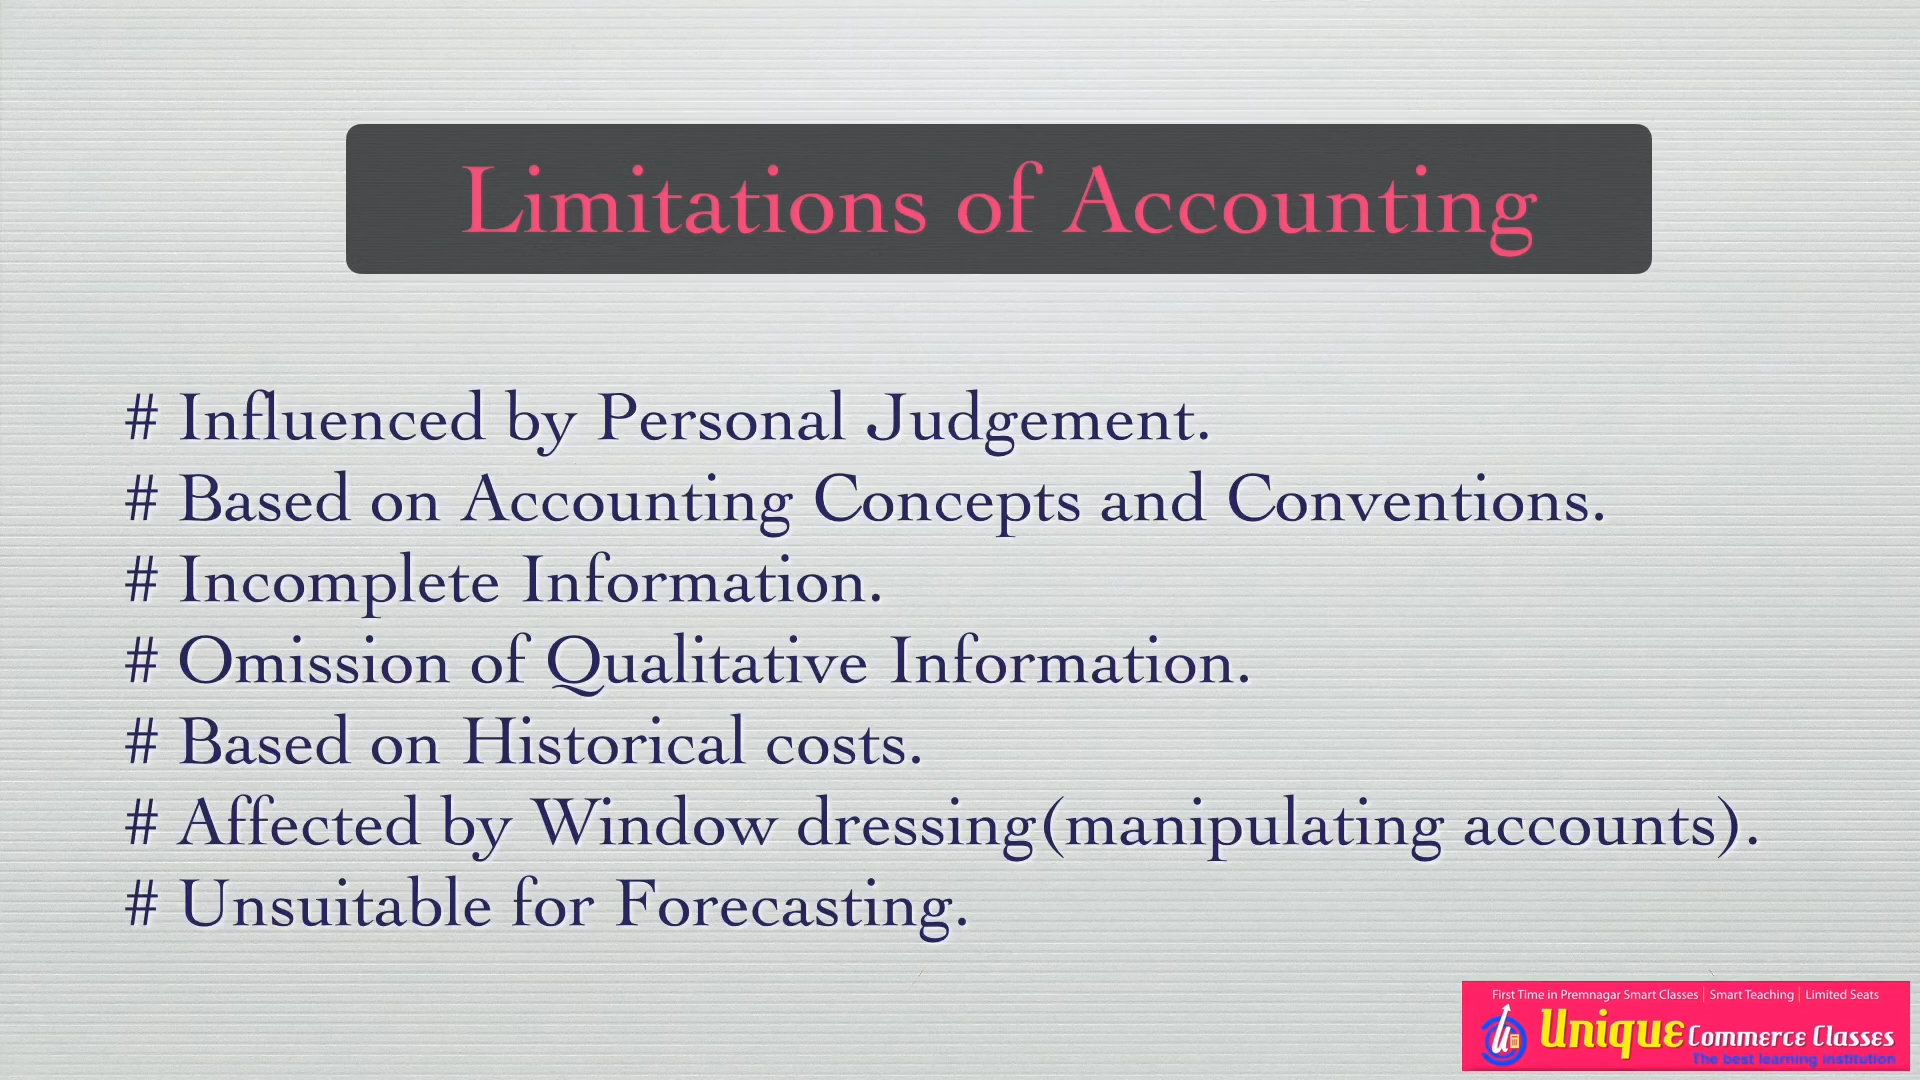 Limitations of Accounting
# Influenced by Personal Judgement.
# Based on Accounting Concepts and Conventions.
# Incomplete Information.
# Omission of Qualitative Information.
# Based on Historical costs.
# Affected by Window dressing(manipulating accounts).
# Unsuitable for Forecasting.
First Time in Premnagar Smart Classes | Smart Teaching | Limited Seats
Unique Commerce Classes
The best learning institution